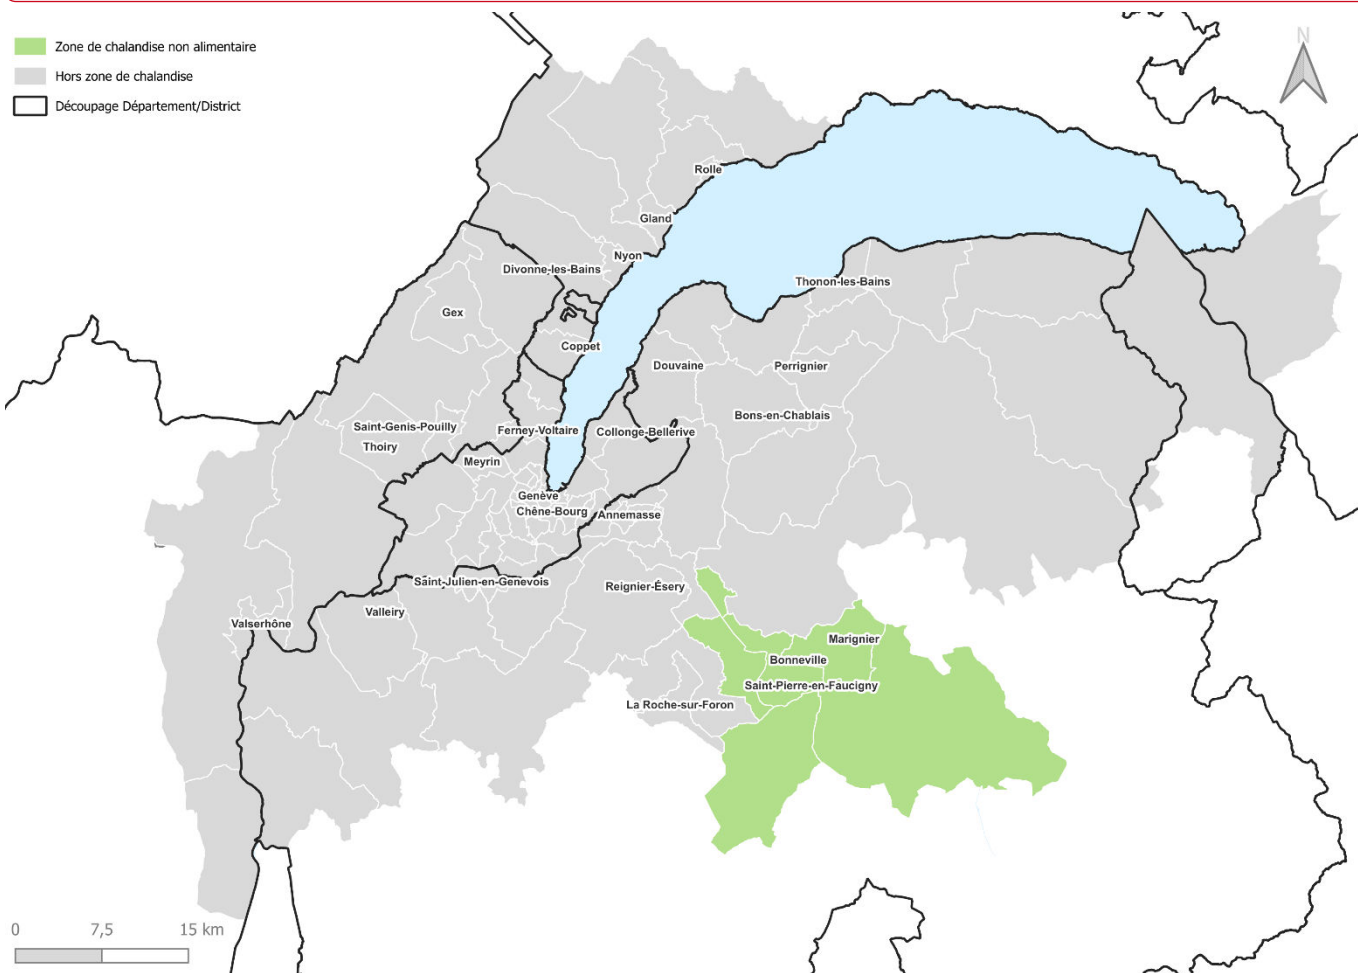 Zone de chalandise non alimentaire
Hors zone de chalandise
Découpage Département/District
N
Rolle
Gland
Nyon
Divonne-les-Bains
Thonon-les-Bains
Gex
Coppet
Douvaine
Perrignier
Bons-en-Chablais
Saint-Genis-Pouilly
Ferney-Voltaire
Collonge-Bellerive
Thoiry
Meyrin
Genève
Chêne-Bourg
Annemasse
Saint-Julien-en-Genevois
Reignier-Ésery
Valleiry
Valserhône
Marignier
Bonneville
Saint-Pierre-en-Faucigny
La Roche-sur-Foron
0 7,5 15 km